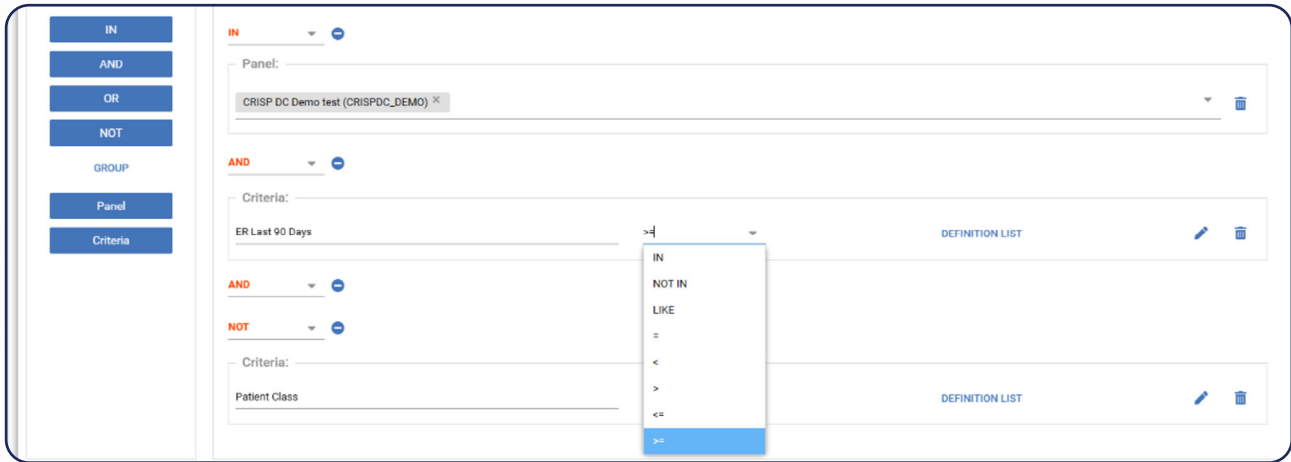 IN
AND
OR
NOT
GROUP
Panel
Criteria
IN
Panel:
CRISP DC Demo test (CRISPDC_DEMO) ×
AND
Criteria:
ER Last 90 Days
>=
DEFINITION LIST
IN
NOT IN
LIKE
=
<
>
<=
>=
AND
NOT
Criteria:
Patient Class
DEFINITION LIST